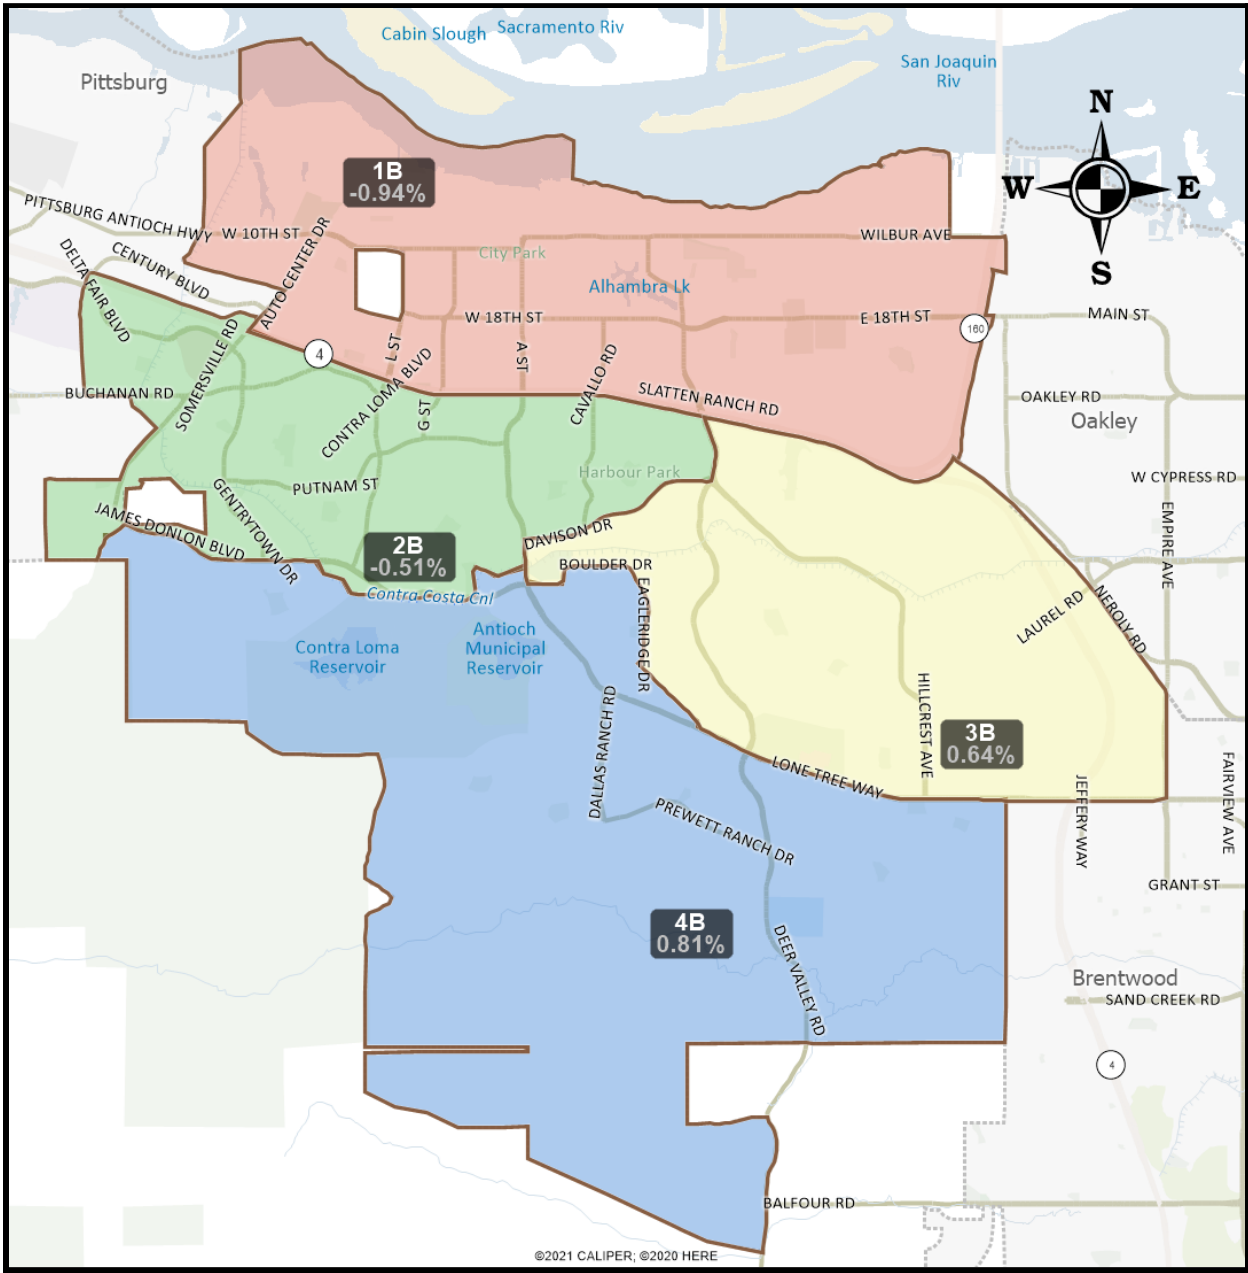 Cabin Slough
Sacramento Riv
San Joaquin
Riv
Pittsburg
N
W
E
S
1B
-0.94%
PITTSBURG ANTIOCH HWY
W 10TH ST
AUTO CENTER DR
WILBUR AVE
CENTURY BLVD
DELTA FAIR BLVD
City Park
Alhambra Lk
W 18TH ST
E 18TH ST
160
MAIN ST
4
L ST
A ST
SOMERSVILLE RD
CONTRA LOMA BLVD
CAVALLO RD
SLATTEN RANCH RD
BUCHANAN RD
G ST
OAKLEY RD
Oakley
Harbour Park
W CYPRESS RD
PUTNAM ST
GENTRYTOWN DR
JAMES DONLON BLVD
DAVISON DR
EMPIRE AVE
2B
-0.51%
BOULDER DR
Contra Costa Cnl
EAGLERIDGE DR
LAUREL RD
NEROLY RD
Contra Loma
Reservoir
Antioch
Municipal
Reservoir
HILLCREST AVE
3B
0.64%
DALLAS RANCH RD
LONE TREE WAY
JEFFERY WAY
FAIRVIEW AVE
PREWETT RANCH DR
GRANT ST
4B
0.81%
DEER VALLEY RD
Brentwood
SAND CREEK RD
4
BALFOUR RD
©2021 CALIPER; ©2020 HERE